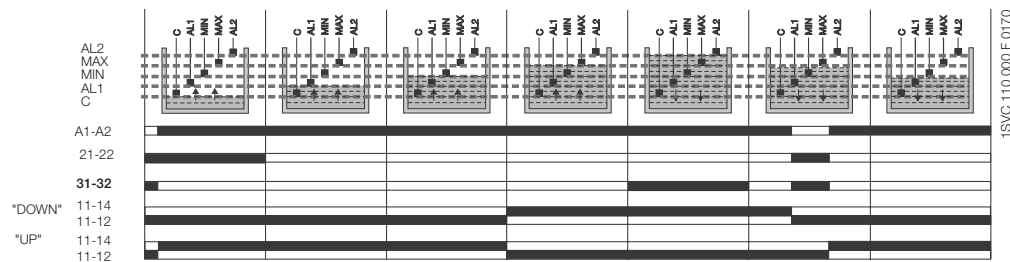 C AL1 MIN MAX AL2
C AL1 MIN MAX AL2
C AL1 MIN MAX AL2
C AL1 MIN MAX AL2
C AL1 MIN MAX AL2
C AL1 MIN MAX AL2
C AL1 MIN MAX AL2
AL2
MAX
MIN
AL1
C
A1-A2
21-22
31-32
"DOWN" 11-14
11-12
"UP" 11-14
11-12
1SVC 110 000 F 0170